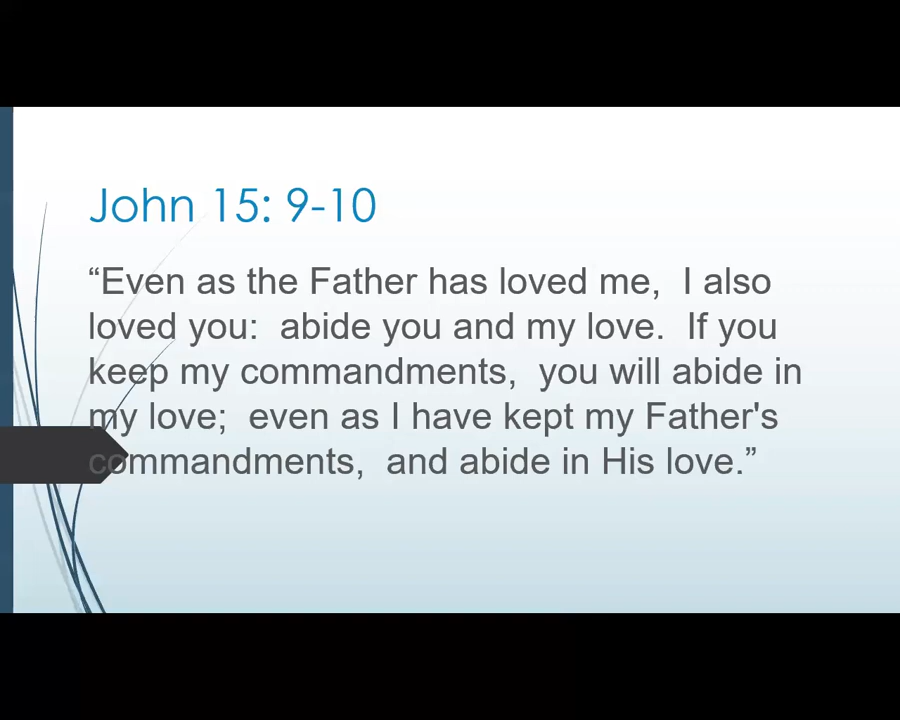 John 15: 9-10
“Even as the Father has loved me, I also
loved you: abide you and my love. If you
keep my commandments, you will abide in
my love; even as I have kept my Father's
commandments, and abide in His love.”